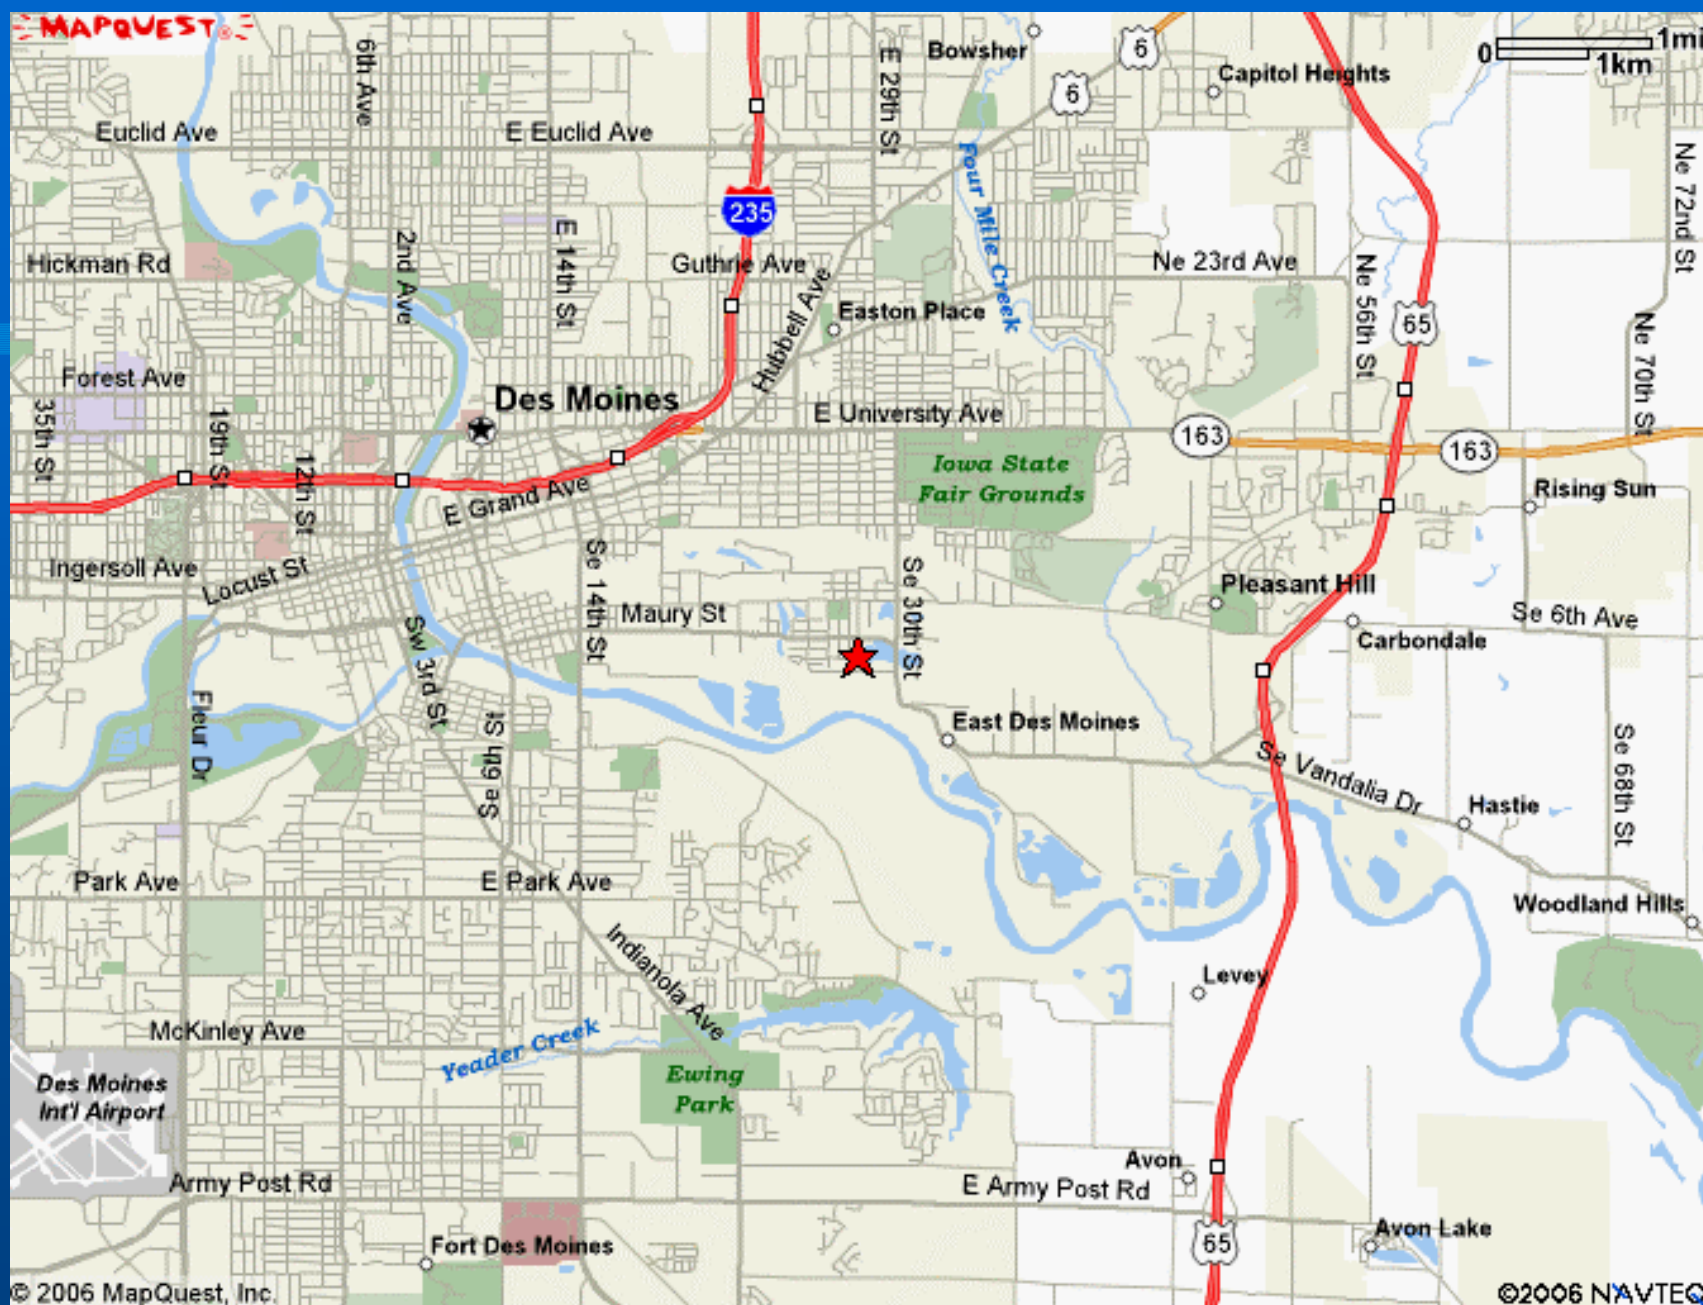 MAPQUEST
6th Ave
E 29th St
Bowsher
6
6
Capitol Heights
0
1mi
1km
Euclid Ave
E Euclid Ave
Four Mile Creek
Ne 72nd St
235
Hickman Rd
2nd Ave
E 14th St
Guthrie Ave
Hubbell Ave
Ne 23rd Ave
Ne 56th St
65
Easton Place
Ne 70th St
Forest Ave
Des Moines
35th St
19th St
E University Ave
163
163
12th St
E Grand Ave
Iowa State
Fair Grounds
Rising Sun
Ingersoll Ave
Locust St
Se 14th St
Maury St
Se 30th St
Pleasant Hill
Se 6th Ave
Carbondale
Sw 3rd St
Fleur Dr
Se 6th St
East Des Moines
Se Vandalia Dr
Se 68th St
Hastie
Park Ave
E Park Ave
Woodland Hills
Indianola Ave
Levey
McKinley Ave
Yeader Creek
Des Moines
Int'l Airport
Ewing
Park
Army Post Rd
Avon
E Army Post Rd
65
Avon Lake
Fort Des Moines
© 2006 MapQuest, Inc.
©2006 NAVTEQ